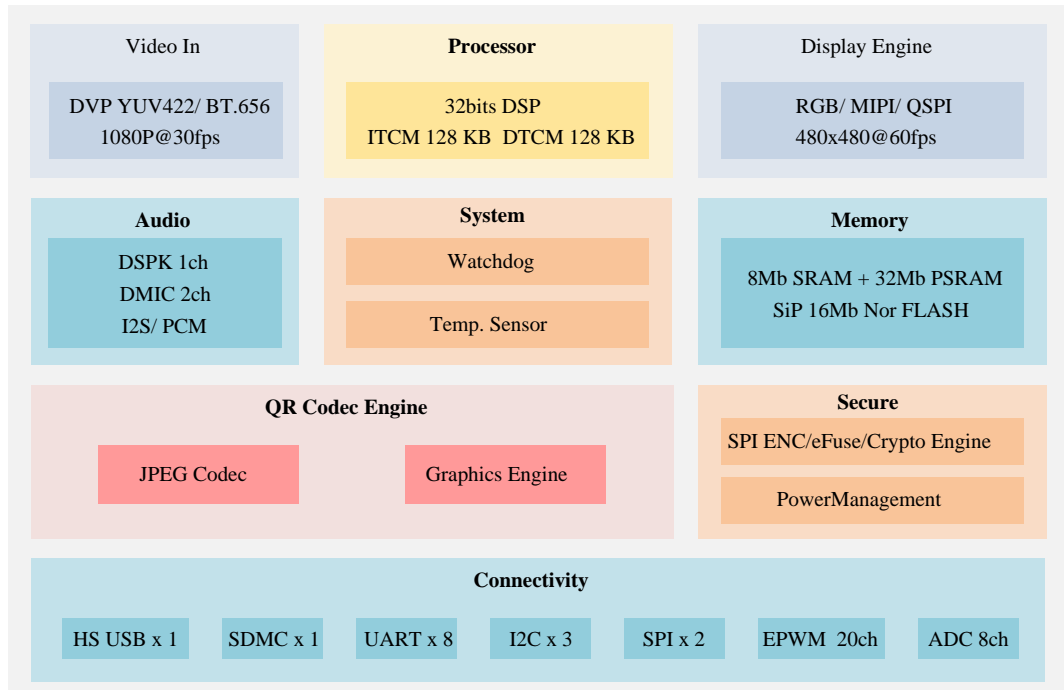 Video In
DVP YUV422/ BT.656
1080P@30fps
Processor
32bits DSP
ITCM 128 KB  DTCM 128 KB
Display Engine
RGB/ MIPI/ QSPI
480x480@60fps
Audio
DSPK 1ch
DMIC 2ch
I2S/ PCM
System
Watchdog
Temp. Sensor
Memory
8Mb SRAM + 32Mb PSRAM
SiP 16Mb Nor FLASH
QR Codec Engine
JPEG Codec
Graphics Engine
Secure
SPI ENC/eFuse/Crypto Engine
PowerManagement
Connectivity
HS USB x 1
SDMC x 1
UART x 8
I2C x 3
SPI x 2
EPWM  20ch
ADC 8ch